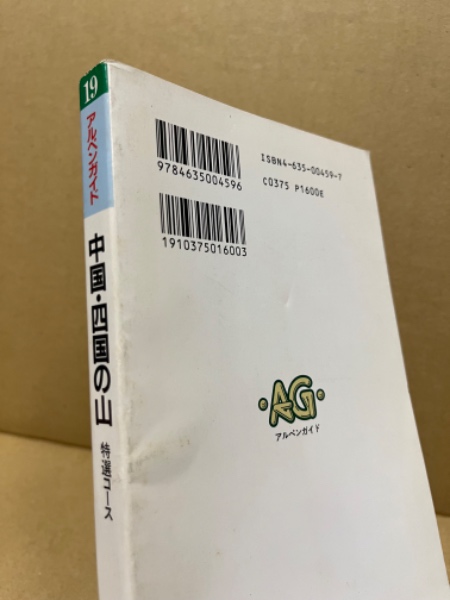 19
アルペンガイド
中国・四国の山
特選コース
9784635004596
ISBN4-635-00459-7
C0375 P1600E
1910375016003
・AG・
アルペンガイド